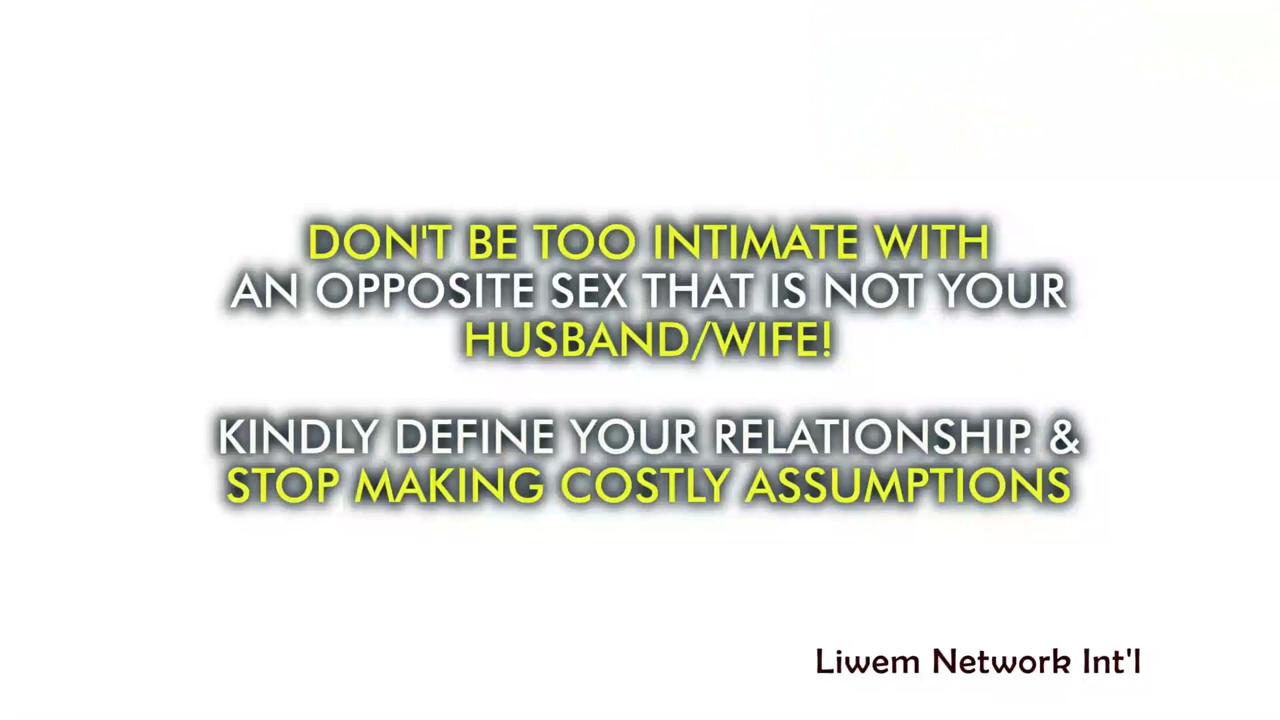 DON'T BE TOO INTIMATE WITH
AN OPPOSITE SEX THAT IS NOT YOUR
HUSBAND/WIFE!
KINDLY DEFINE YOUR RELATIONSHIP. &
STOP MAKING COSTLY ASSUMPTIONS
Liwem Network Int'l